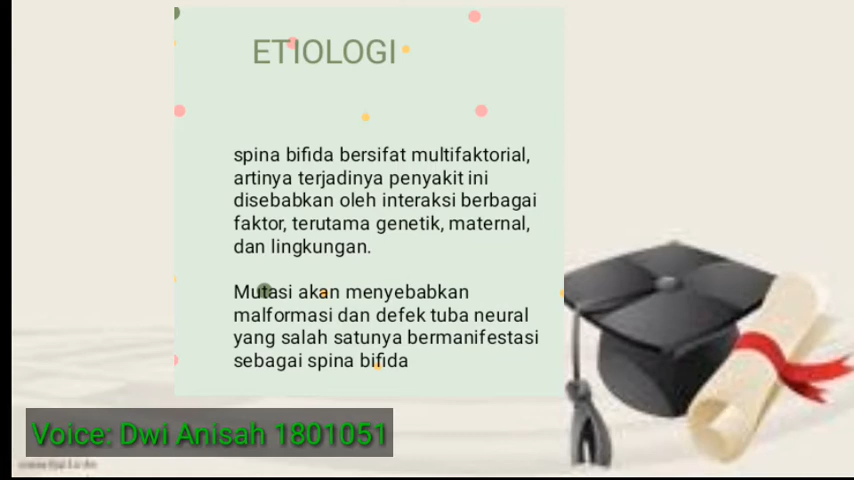 ETIOLOGI
spina bifida bersifat multifaktorial,
artinya terjadinya penyakit ini
disebabkan oleh interaksi berbagai
faktor, terutama genetik, maternal,
dan lingkungan.
Mutasi akan menyebabkan
malformasi dan defek tuba neural
yang salah satunya bermanifestasi
sebagai spina bifida
Voice: Dwi Anisah 1801051